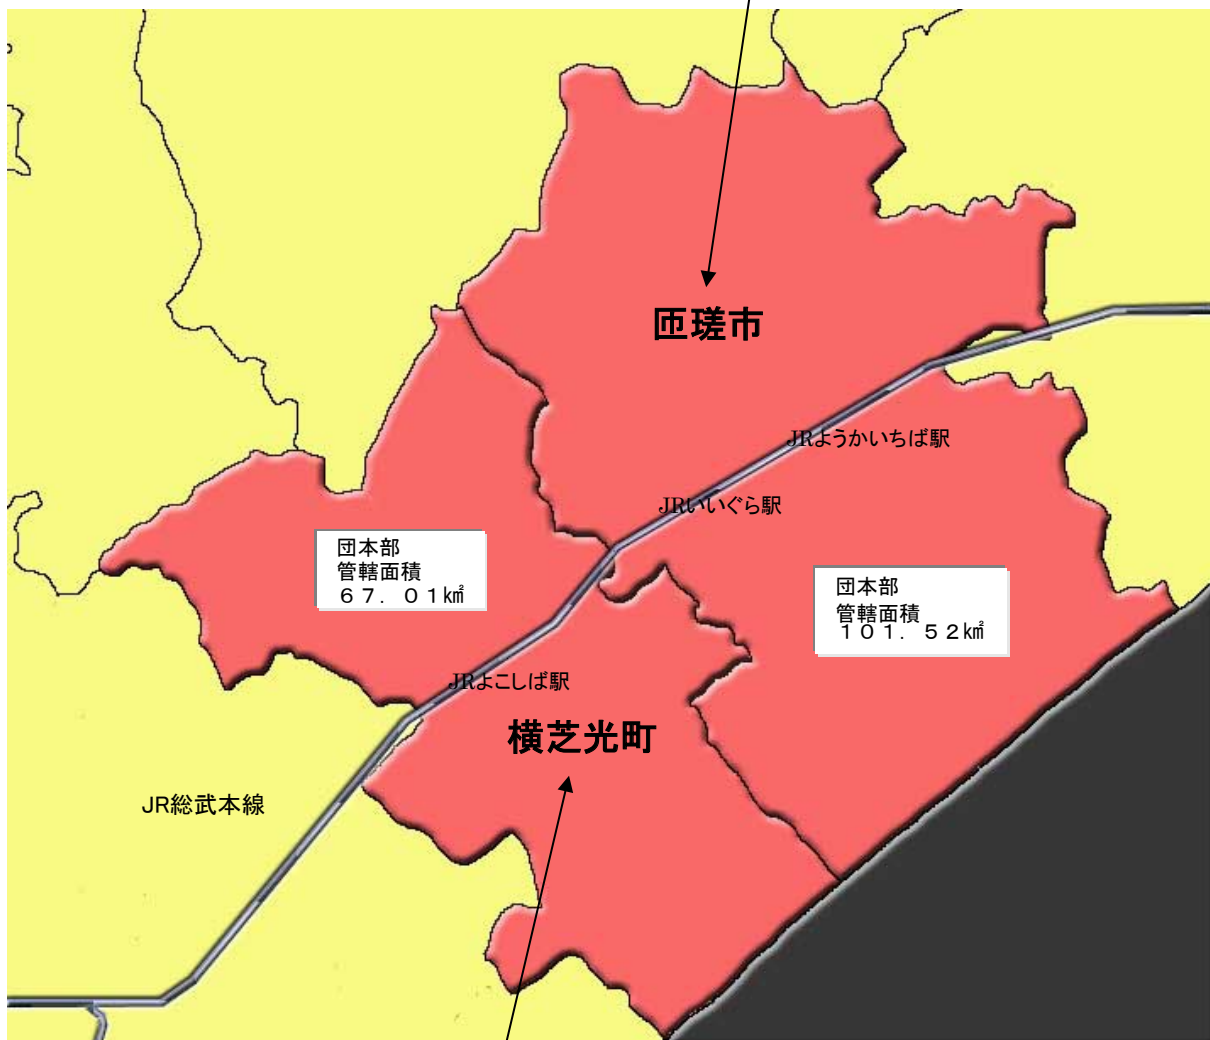 匝瑳市
JRようかいちば駅
JRいいぐら駅
団本部
管轄面積
６７．０１㎢
団本部
管轄面積
１０１．５２㎢
JRよこしば駅
横芝光町
JR総武本線